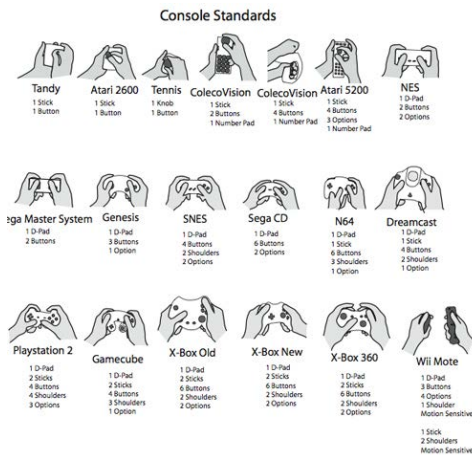 Console Standards
Tandy
1 Stick
1 Button
Atari 2600
1 Stick
1 Button
Tennis
1 Knob
1 Button
ColecoVision
1 Stick
2 Buttons
1 Number Pad
ColecoVision
1 Stick
4 Buttons
1 Number Pad
Atari 5200
1 Stick
4 Buttons
3 Options
1 Number Pad
NES
1 D-Pad
2 Buttons
2 Options
ega Master System
1 D-Pad
2 Buttons
Genesis
1 D-Pad
3 Buttons
1 Option
SNES
1 D-Pad
4 Buttons
2 Shoulders
2 Options
Sega CD
1 D-Pad
6 Buttons
2 Options
N64
1 D-Pad
1 Stick
6 Buttons
3 Shoulders
1 Option
Dreamcast
1 D-Pad
1 Stick
4 Buttons
2 Shoulders
1 Option
Playstation 2
1 D-Pad
2 Sticks
4 Buttons
4 Shoulders
3 Options
Gamecube
1 D-Pad
2 Sticks
4 Buttons
3 Shoulders
1 Option
X-Box Old
1 D-Pad
2 Sticks
6 Buttons
2 Shoulders
2 Options
X-Box New
1 D-Pad
2 Sticks
6 Buttons
2 Shoulders
2 Options
X-Box 360
1 D-Pad
2 Sticks
6 Buttons
2 Shoulders
2 Options
Wii Mote
1 D-Pad
3 Buttons
4 Options
1 Shoulder
Motion Sensitive
1 Stick
2 Shoulders
Motion Sensitive